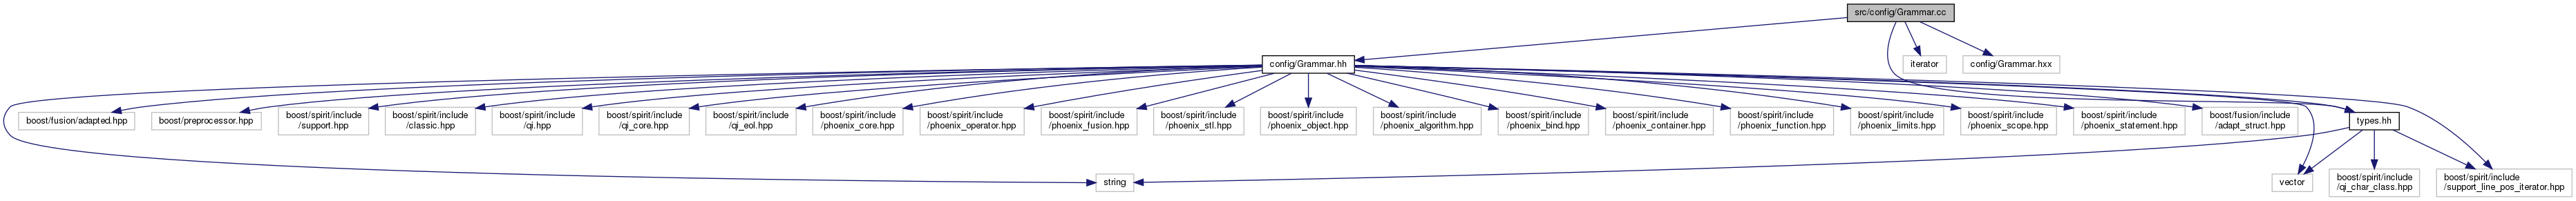 src/config/Grammar.cc
config/Grammar.hh
iterator
config/Grammar.hxx
boost/fusion/adapted.hpp
boost/preprocessor.hpp
boost/spirit/include
/support.hpp
boost/spirit/include
/classic.hpp
boost/spirit/include
/qi.hpp
boost/spirit/include
/qi_core.hpp
boost/spirit/include
/qi_eol.hpp
boost/spirit/include
/phoenix_core.hpp
boost/spirit/include
/phoenix_operator.hpp
boost/spirit/include
/phoenix_fusion.hpp
boost/spirit/include
/phoenix_stl.hpp
boost/spirit/include
/phoenix_object.hpp
boost/spirit/include
/phoenix_algorithm.hpp
boost/spirit/include
/phoenix_bind.hpp
boost/spirit/include
/phoenix_container.hpp
boost/spirit/include
/phoenix_function.hpp
boost/spirit/include
/phoenix_limits.hpp
boost/spirit/include
/phoenix_scope.hpp
boost/spirit/include
/phoenix_statement.hpp
boost/fusion/include
/adapt_struct.hpp
types.hh
string
vector
boost/spirit/include
/qi_char_class.hpp
boost/spirit/include
/support_line_pos_iterator.hpp